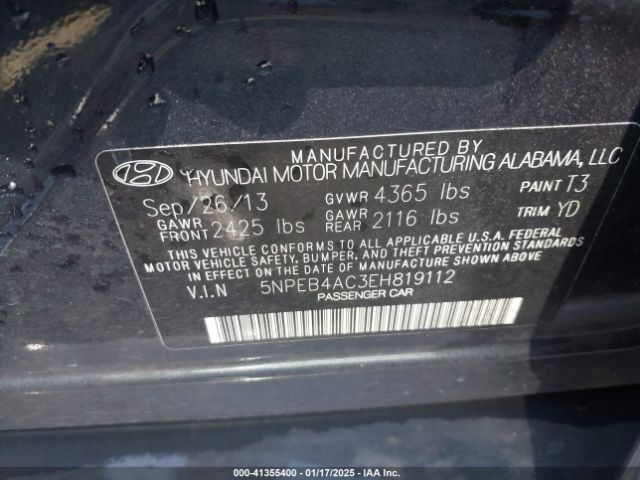 MANUFACTURED BY
HYUNDAI MOTOR MANUFACTURING ALABAMA, LLC
Sep/26/13 GVWR 4365 lbs PAINT T3
GAWR FRONT 2425 lbs GAWR REAR 2116 lbs TRIM YD
THIS VEHICLE CONFORMS TO ALL APPLICABLE U.S.A. FEDERAL
MOTOR VEHICLE SAFETY, BUMPER, AND THEFT PREVENTION STANDARDS
IN EFFECT ON THE DATE OF MANUFACTURE SHOWN ABOVE.
V.I.N 5NPEB4AC3EH819112
PASSENGER CAR
000-41355400 - 01/17/2025 - IAA Inc.